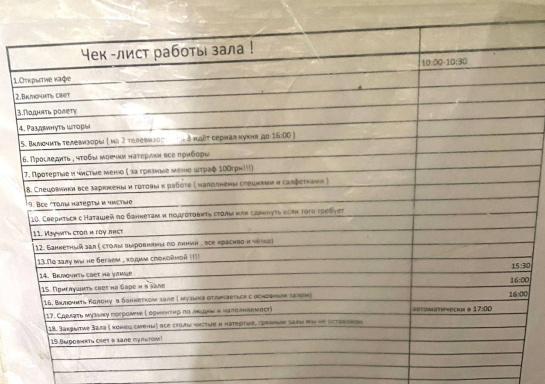 Чек -лист работы зала !
1.Открытие кафе 10:00-10:30
2.Включить свет
3.Поднять ролету
4. Раздвинуть шторы
5. Включить телевизоры ( на 2 идёт сериал кухня до 16:00 )
6. Проследить , чтобы моечки натерпли все приборы
7. Протертые и чистые меню ( за грязные меню штраф 100грн!!!)
8. Спецовники все заряжены и готовы к работе ( наполнены специями и салфетками )
9. Все столы натерты и чистые
10. Свериться с Наташей по банкетам и подготовить столы или сдвинуть если того требует
11. Изучить стоп и гоу лист
12. Банкетный зал ( столы выровняны по линии , все красиво и чётко)
13.По залу мы не бегаем , ходим спокойной !!!!
14. Включить свет на улице 15:30
15. Приглушить свет на баре и в зале 16:00
16. Включить Колону в банкетном зале ( музыка отличается с основным залом) 16:00
17. Сделать музыку погромче ( ориентир по людям и наполняемост) автоматически в 17:00
18. Закрытие Зала ( конец смены) все столы чистые и натертые, грязным залы мы не оставляем
19.Выровнять свет в зале пультом!